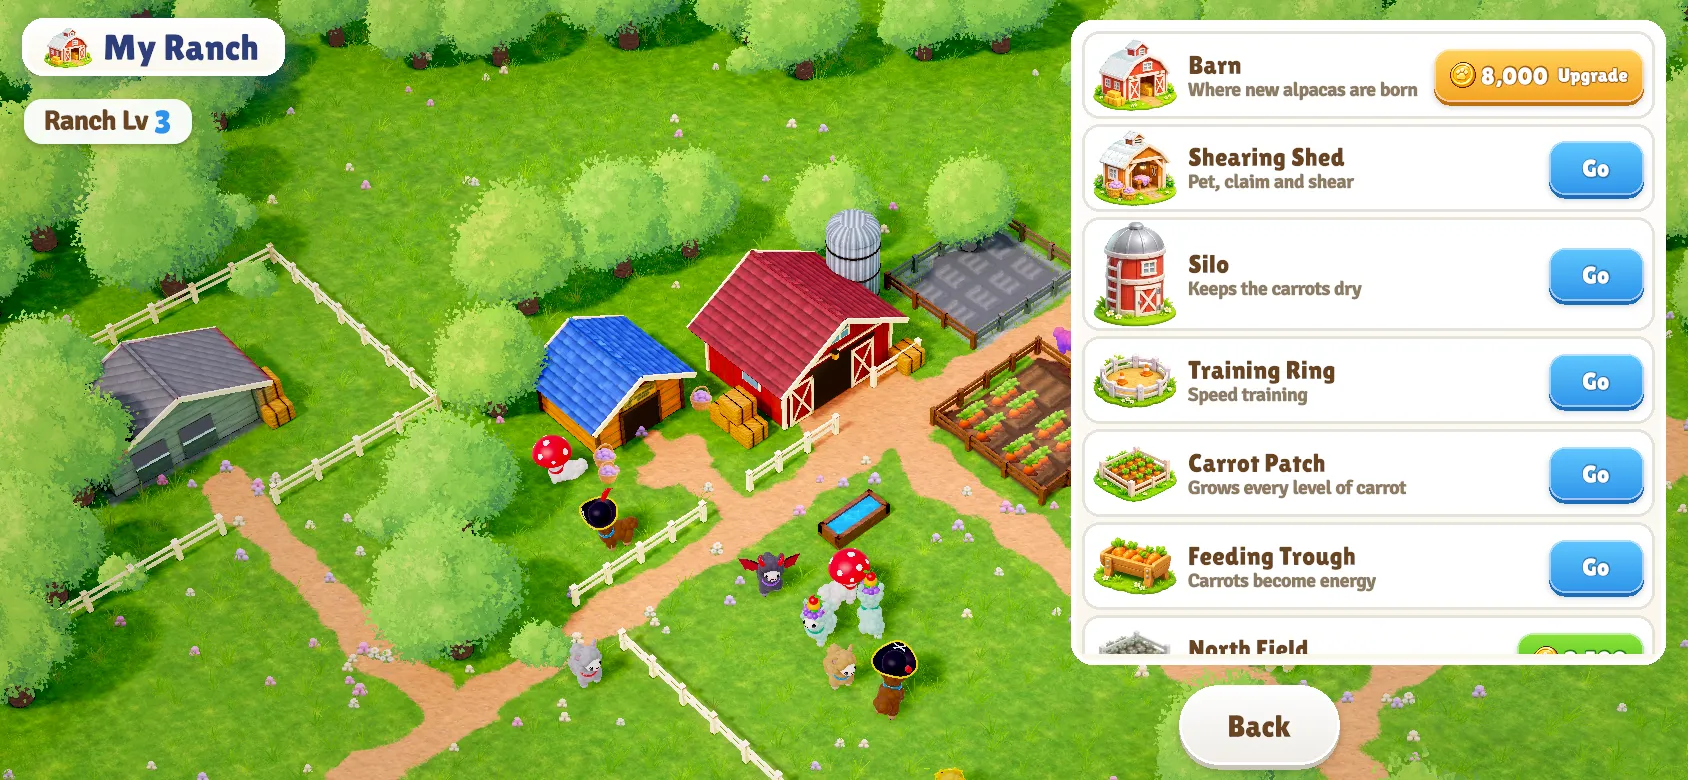 My Ranch
Ranch Lv 3
Barn
Where new alpacas are born
8,000 Upgrade
Shearing Shed
Pet, claim and shear
Go
Silo
Keeps the carrots dry
Go
Training Ring
Speed training
Go
Carrot Patch
Grows every level of carrot
Go
Feeding Trough
Carrots become energy
Go
North Field
Back